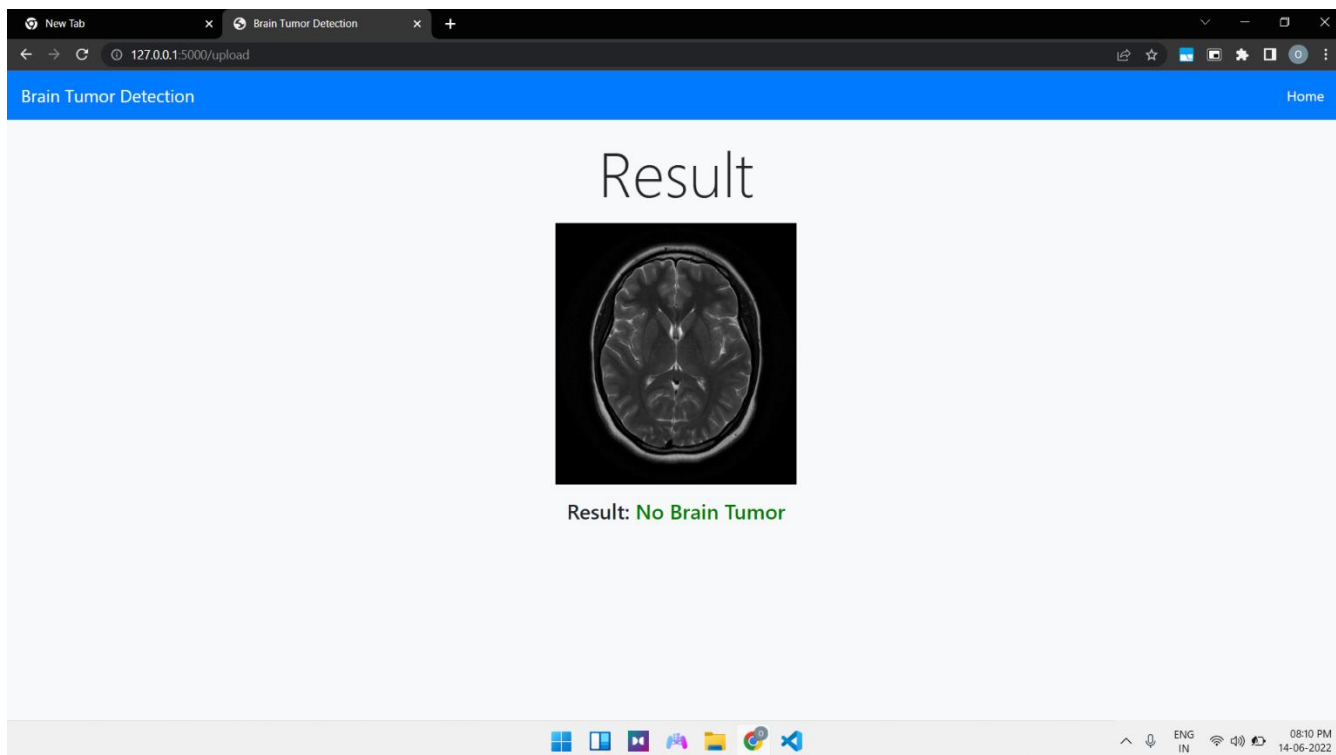 New Tab
Brain Tumor Detection
127.0.0.1:5000/upload
O
Brain Tumor Detection
Home
Result
Result: No Brain Tumor
ENG
IN
08:10 PM
14-06-2022